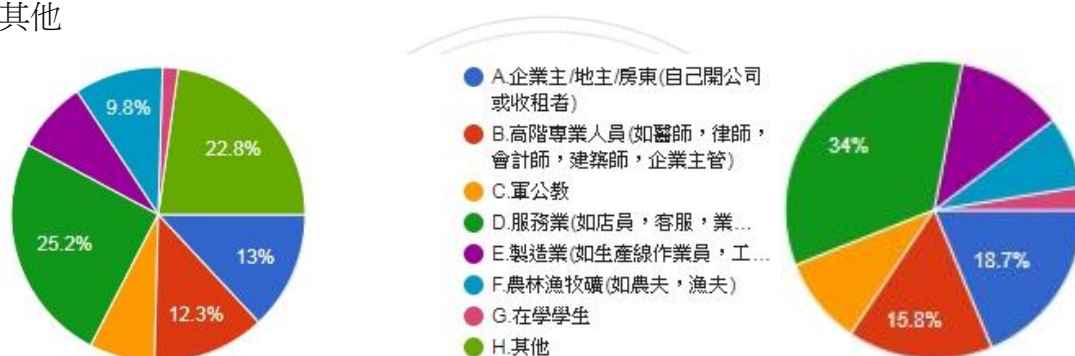 其他
9.8%
22.8%
25.2%
13%
12.3%
A.企業主/地主/房東(自己開公司
或收租者)
B.高階專業人員(如醫師，律師，
會計師，建築師，企業主管)
C.軍公教
D.服務業(如店員，客服，業...
E.製造業(如生產線作業員，工...
F.農林漁牧礦(如農夫，漁夫)
G.在學學生
H.其他
34%
18.7%
15.8%